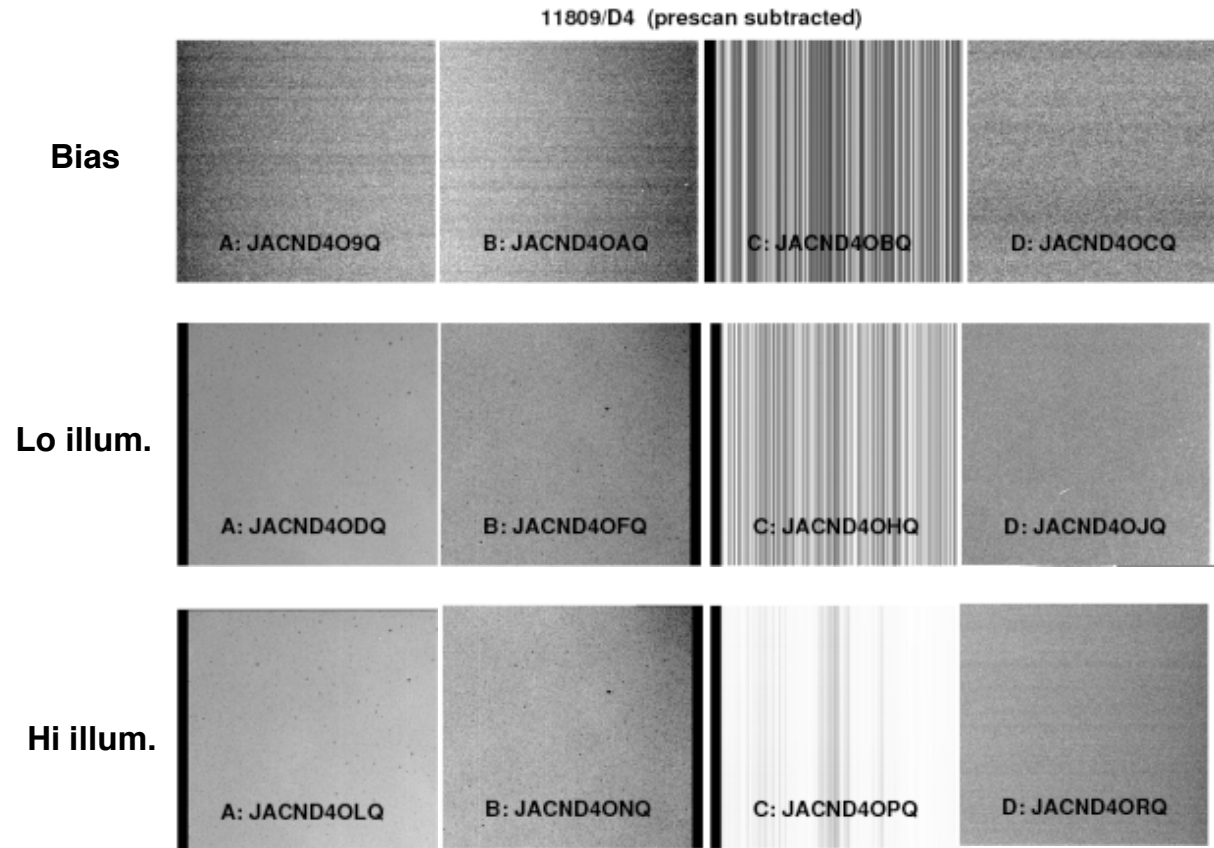 11809/D4 (prescan subtracted)
Bias
A: JACND4O9Q
B: JACND4OAQ
C: JACND4OBQ
D: JACND4OCQ
Lo illum.
A: JACND4ODQ
B: JACND4OFQ
C: JACND4OHQ
D: JACND4OJQ
Hi illum.
A: JACND4OLQ
B: JACND4ONQ
C: JACND4OPQ
D: JACND4ORQ